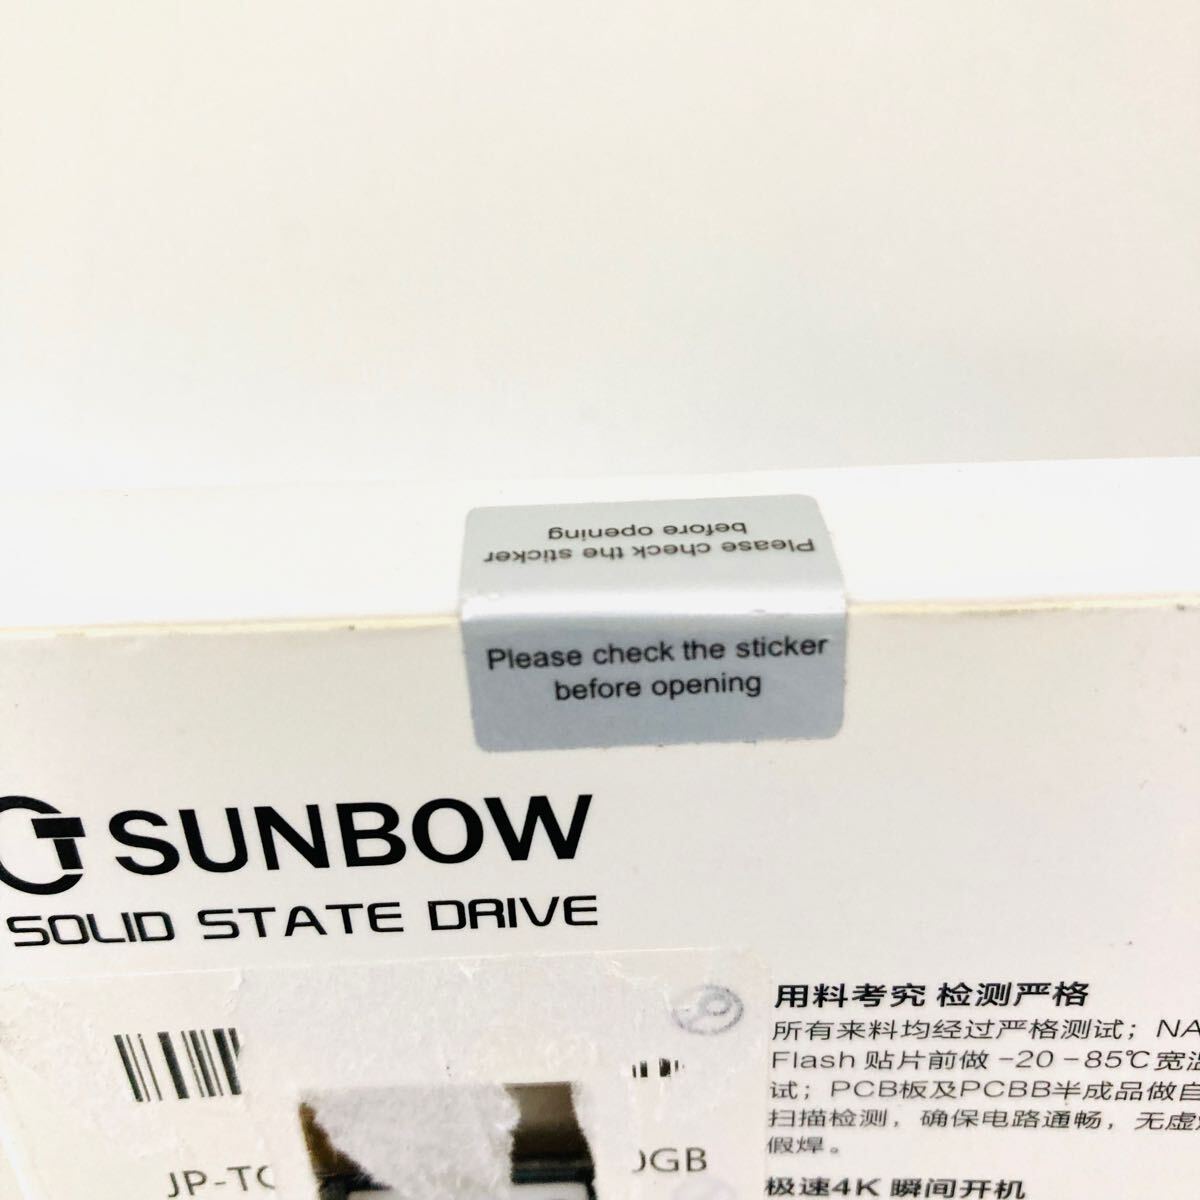 Please check the sticker
before opening
Please check the sticker
before opening
SUNBOW
SOLID STATE DRIVE
用料考究 检测严格
所有来料均经过严格测试；NA
Flash 贴片前做 -20-85℃宽温
试；PCB板及PCBB半成品做自
扫描检测，确保电路通畅，无虚
假焊。
JP-TC
GB
极速4K 瞬间开机